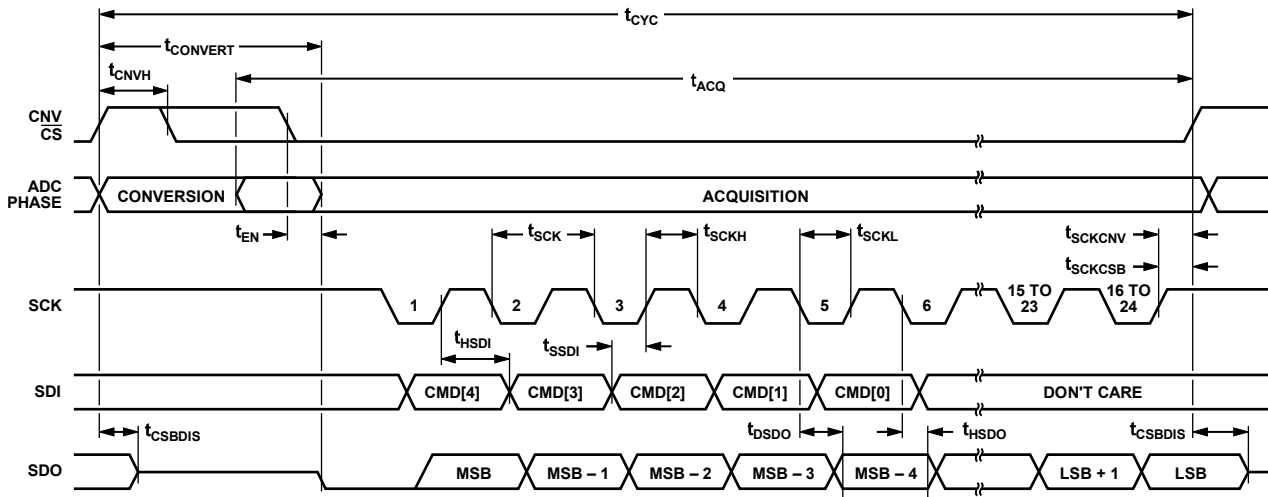 tCYC
tCONVERT
tCNVH
tACQ
CNV
CS
ADC
PHASE
CONVERSION
ACQUISITION
tEN
tSCK
tSCKH
tSCKL
tSCKCNV
tSCKCSB
SCK
1
2
3
4
5
6
15 TO
23
16 TO
24
tHSDI
tSSDI
SDI
CMD[4]
CMD[3]
CMD[2]
CMD[1]
CMD[0]
DON'T CARE
tCSBDIS
tDSDO
tHSDO
tCSBDIS
SDO
MSB
MSB – 1
MSB – 2
MSB – 3
MSB – 4
LSB + 1
LSB